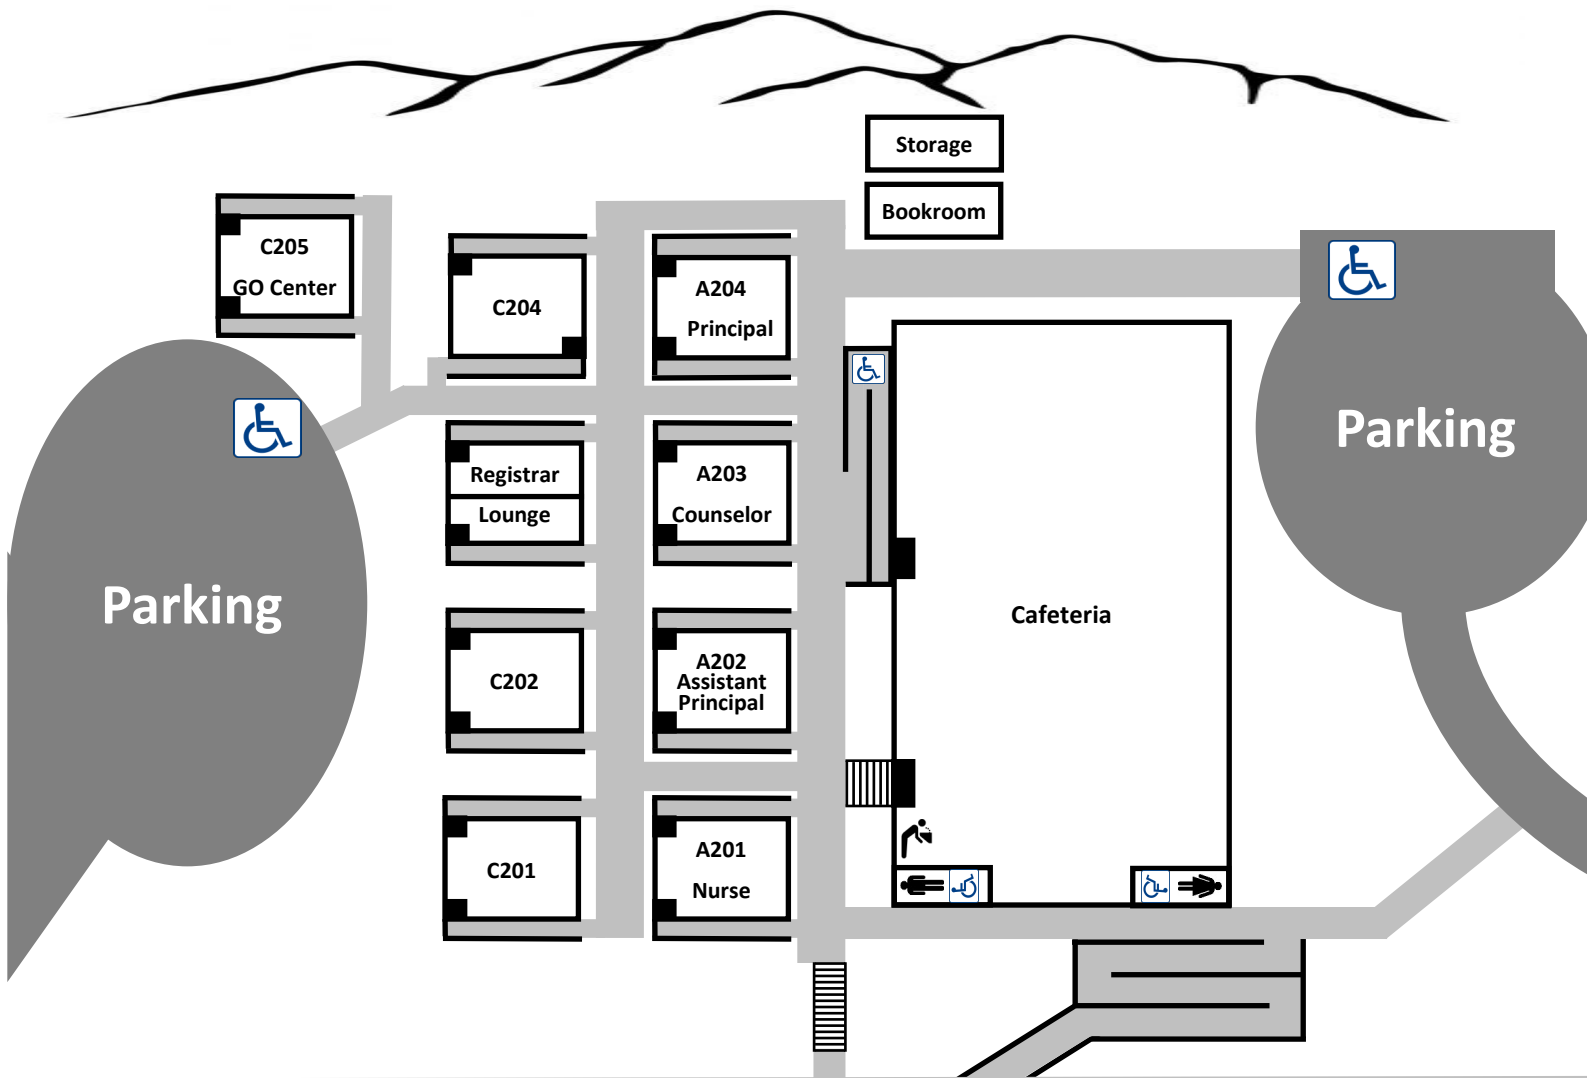 Storage
Bookroom
C205
GO Center
C204
A204
Principal
Parking
Registrar
Lounge
A203
Counselor
Parking
Cafeteria
C202
A202
Assistant
Principal
C201
A201
Nurse